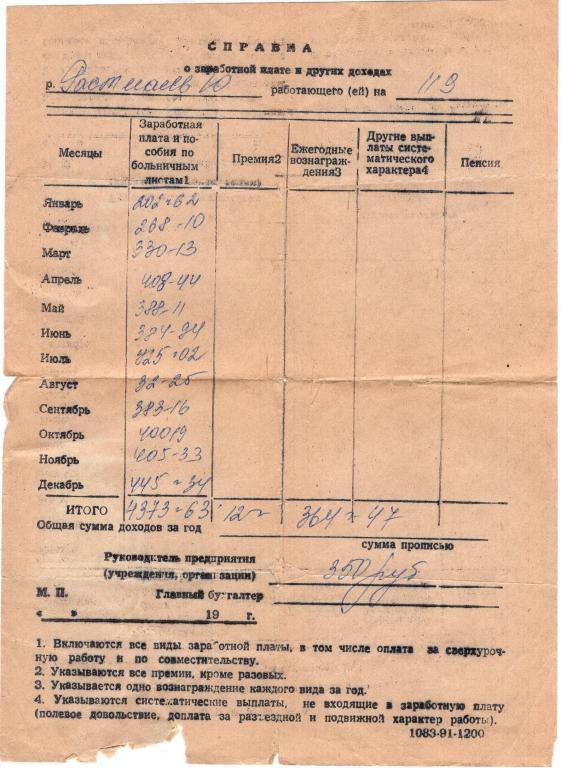 СПРАВКА
о заработной плате и других доходах
р. работающего (ей) на 119
Месяцы
Заработная плата и пособия по больничным листам1
Премия2
Ежегодные вознаграждения3
Другие выплаты систематического характера4
Пенсия
Январь 202-62
Февраль 268-10
Март 330-13
Апрель 408-44
Май 388-11
Июнь 384-84
Июль 425-02
Август 32-25
Сентябрь 383-16
Октябрь
Ноябрь 405-33
Декабрь 445-34
ИТОГО 4373-63 : 12 = 364-47
Общая сумма доходов за год
сумма прописью
Руководитель предприятия
(учреждения, организации) 350 руб
М. П. Главный бухгалтер
« » 19 г.
1. Включаются все виды заработной платы, в том числе оплата за сверхуроч-
ную работу и по совместительству.
2. Указываются все премии, кроме разовых.
3. Указывается одно вознаграждение каждого вида за год.
4. Указываются систематические выплаты, не входящие в заработную плату
(полевое довольствие, доплата за разъездной и подвижной характер работы).
1083-91-1200